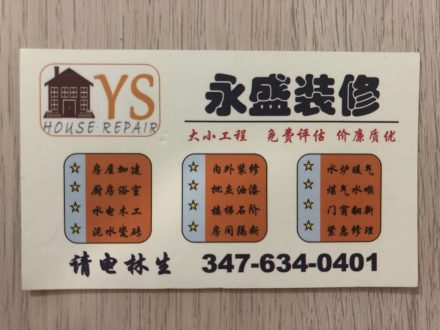 YS
HOUSE REPAIR
永盛装修
大小工程 免费评估 价廉质优
房屋加建
厨房浴室
水电木工
泥水瓷砖
内外装修
批灰油漆
楼梯石阶
房间隔断
水炉暖气
煤气水喉
门窗翻新
紧急修理
请电林生 347-634-0401